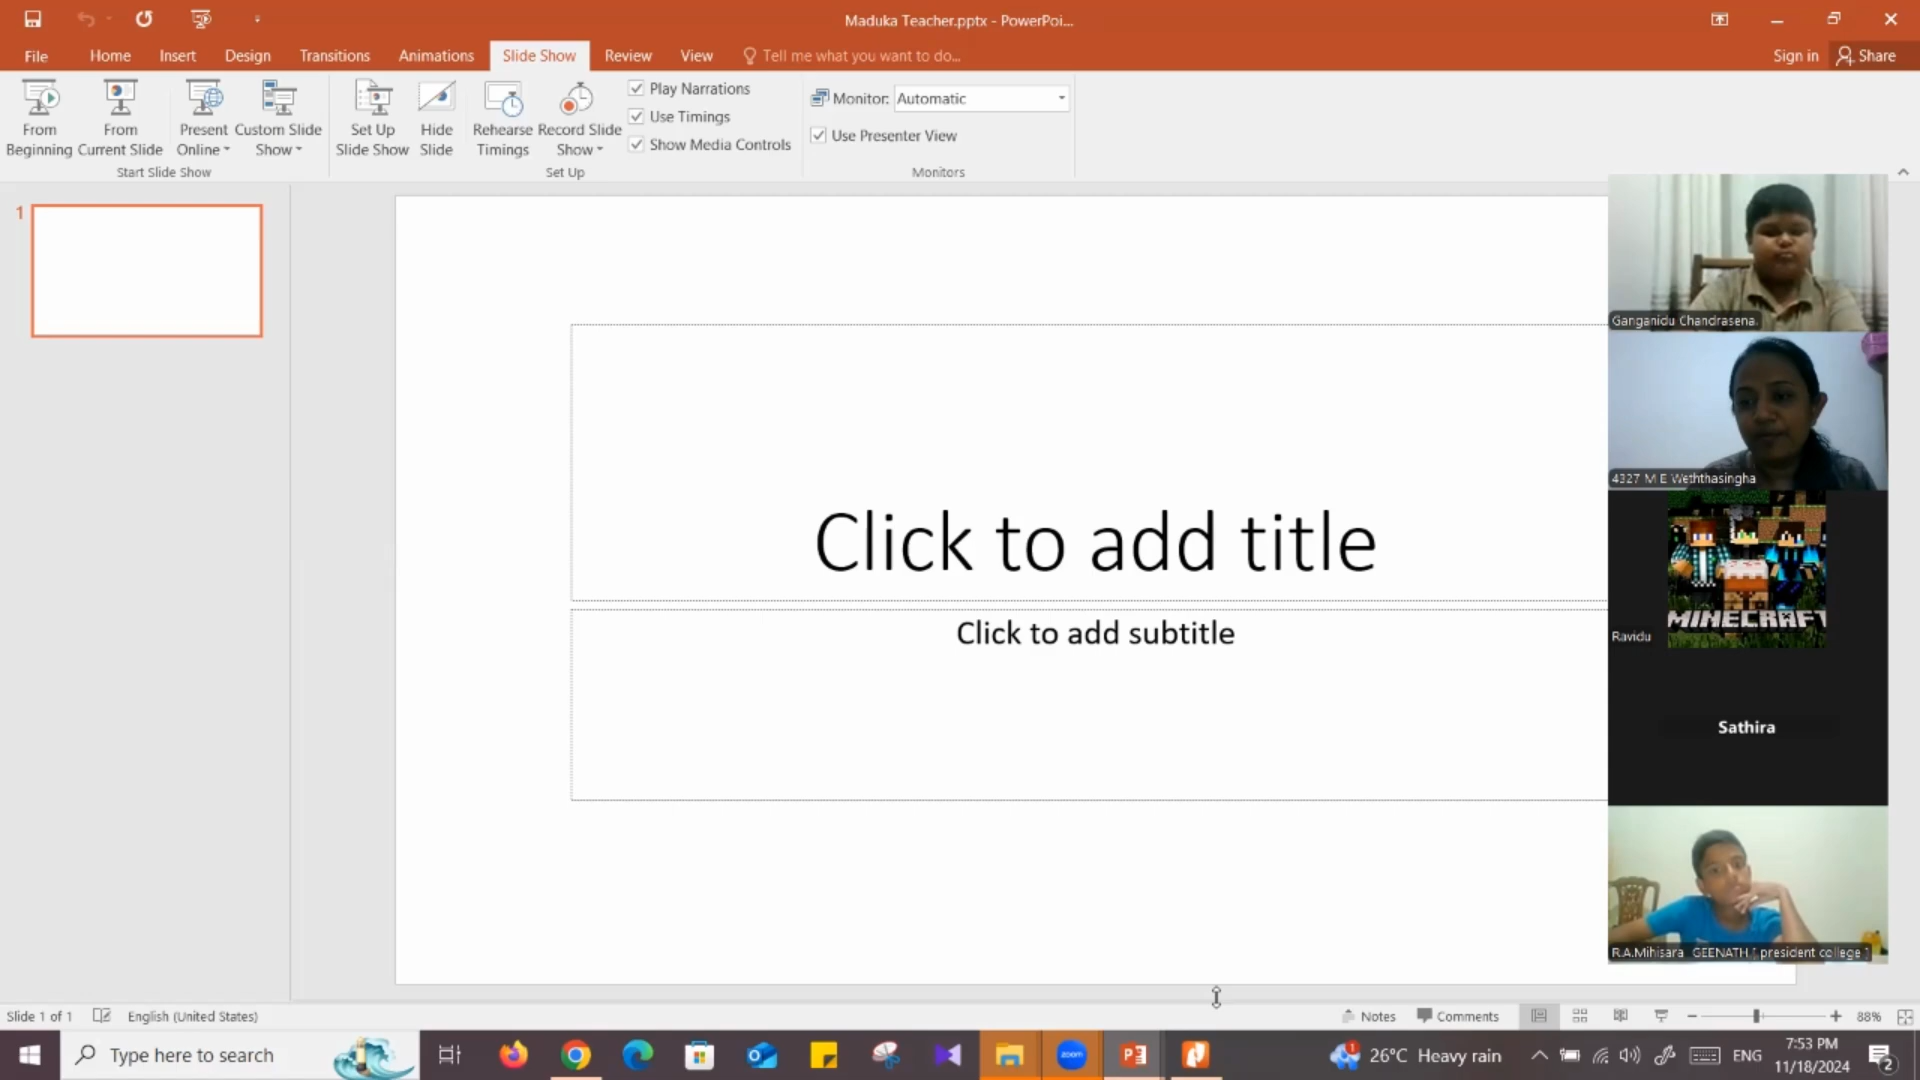 Maduka Teacher.pptx - PowerPoi...
File Home Insert Design Transitions Animations Slide Show Review View Tell me what you want to do... Sign in Share
From Beginning
From Current Slide
Present Online
Custom Slide Show
Start Slide Show
Set Up Slide Show
Hide Slide
Rehearse Timings
Record Slide Show
Play Narrations
Use Timings
Show Media Controls
Set Up
Monitor: Automatic
Use Presenter View
Monitors
1
Click to add title
Click to add subtitle
Ganganidu Chandrasena
4327 M E Weththasingha
MINECRAFT
Ravidu
Sathira
R.A.Mihisara GEENATH [ president college ]
Slide 1 of 1 English (United States) Notes Comments 88%
Type here to search
zoom
26°C Heavy rain
1
ENG
7:53 PM
11/18/2024
2